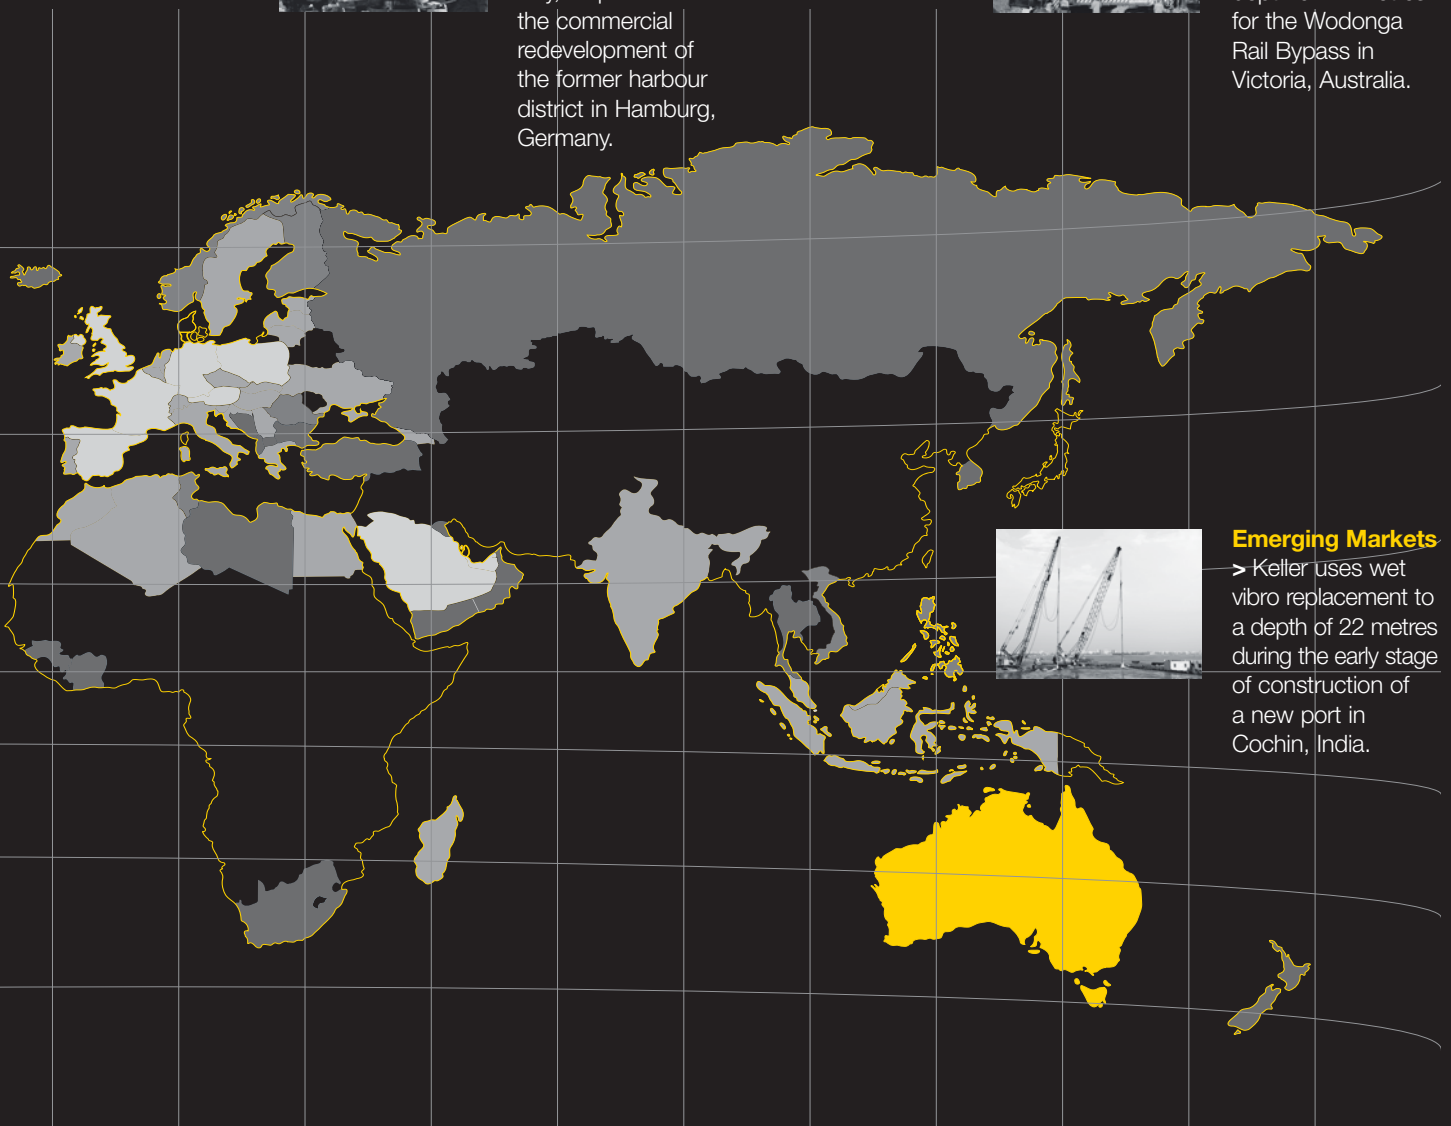 the commercial
redevelopment of
the former harbour
district in Hamburg,
Germany.
for the Wodonga
Rail Bypass in
Victoria, Australia.
Emerging Markets
> Keller uses wet
vibro replacement to
a depth of 22 metres
during the early stage
of construction of
a new port in
Cochin, India.